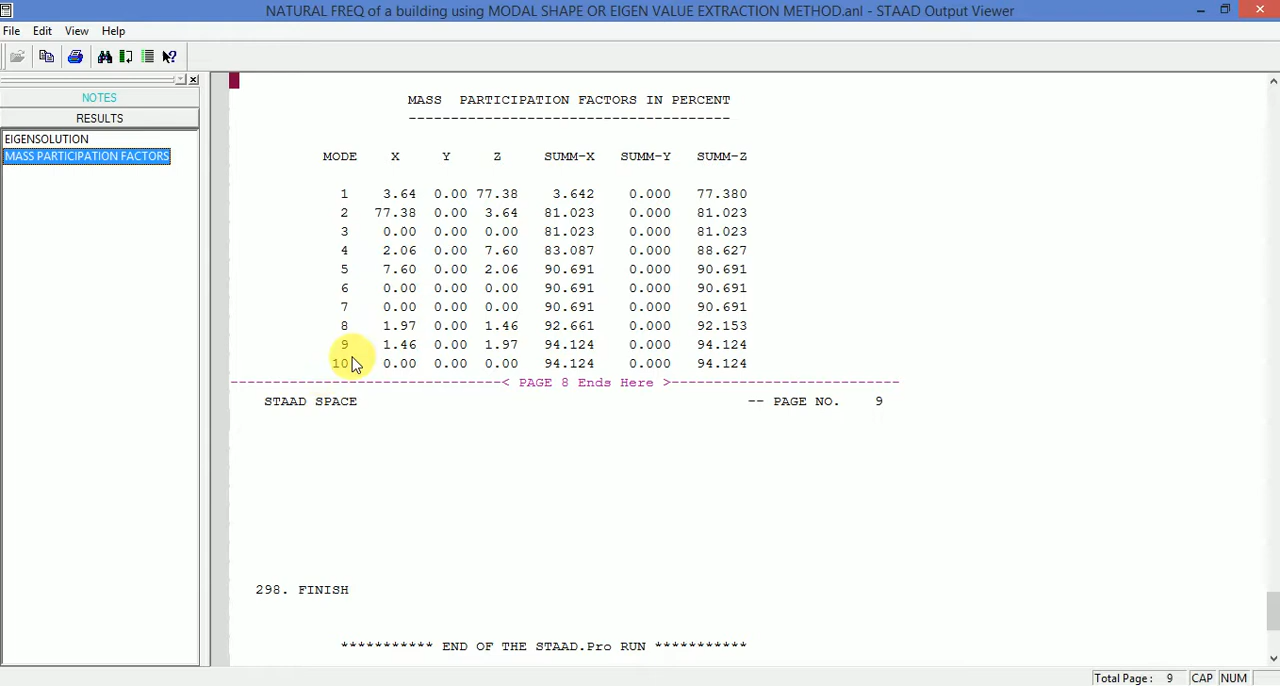 NATURAL FREQ of a building using MODAL SHAPE OR EIGEN VALUE EXTRACTION METHOD.anl - STAAD Output Viewer
File Edit View Help
NOTES
RESULTS
EIGENSOLUTION
MASS PARTICIPATION FACTORS
MASS PARTICIPATION FACTORS IN PERCENT
--------------------------------------
MODE X Y Z SUMM-X SUMM-Y SUMM-Z
1 3.64 0.00 77.38 3.642 0.000 77.380
2 77.38 0.00 3.64 81.023 0.000 81.023
3 0.00 0.00 0.00 81.023 0.000 81.023
4 2.06 0.00 7.60 83.087 0.000 88.627
5 7.60 0.00 2.06 90.691 0.000 90.691
6 0.00 0.00 0.00 90.691 0.000 90.691
7 0.00 0.00 0.00 90.691 0.000 90.691
8 1.97 0.00 1.46 92.661 0.000 92.153
9 1.46 0.00 1.97 94.124 0.000 94.124
10 0.00 0.00 0.00 94.124 0.000 94.124
--------------------------------< PAGE 8 Ends Here >---------------------------
STAAD SPACE -- PAGE NO. 9
298. FINISH
*********** END OF THE STAAD.Pro RUN ***********
Total Page : 9 CAP NUM